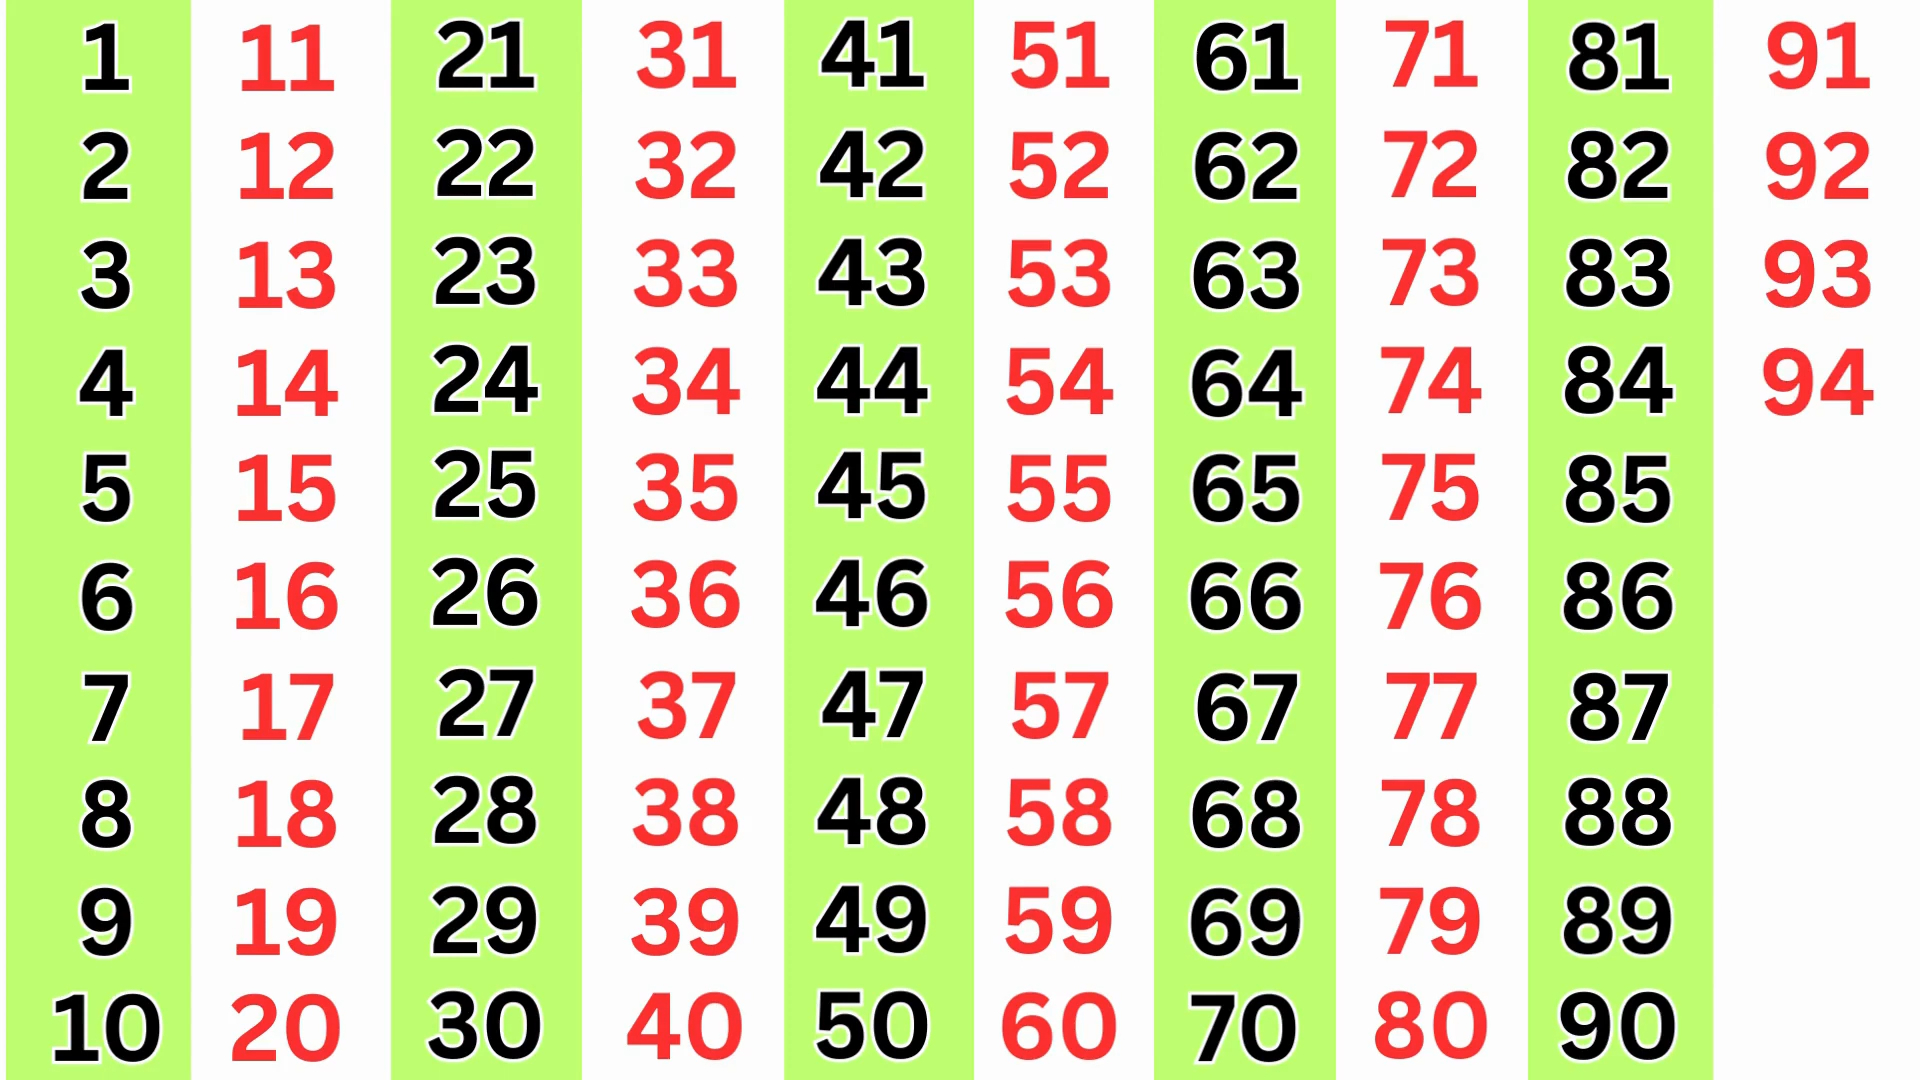 1 11 21 31 41 51 61 71 81 91
2 12 22 32 42 52 62 72 82 92
3 13 23 33 43 53 63 73 83 93
4 14 24 34 44 54 64 74 84 94
5 15 25 35 45 55 65 75 85
6 16 26 36 46 56 66 76 86
7 17 27 37 47 57 67 77 87
8 18 28 38 48 58 68 78 88
9 19 29 39 49 59 69 79 89
10 20 30 40 50 60 70 80 90